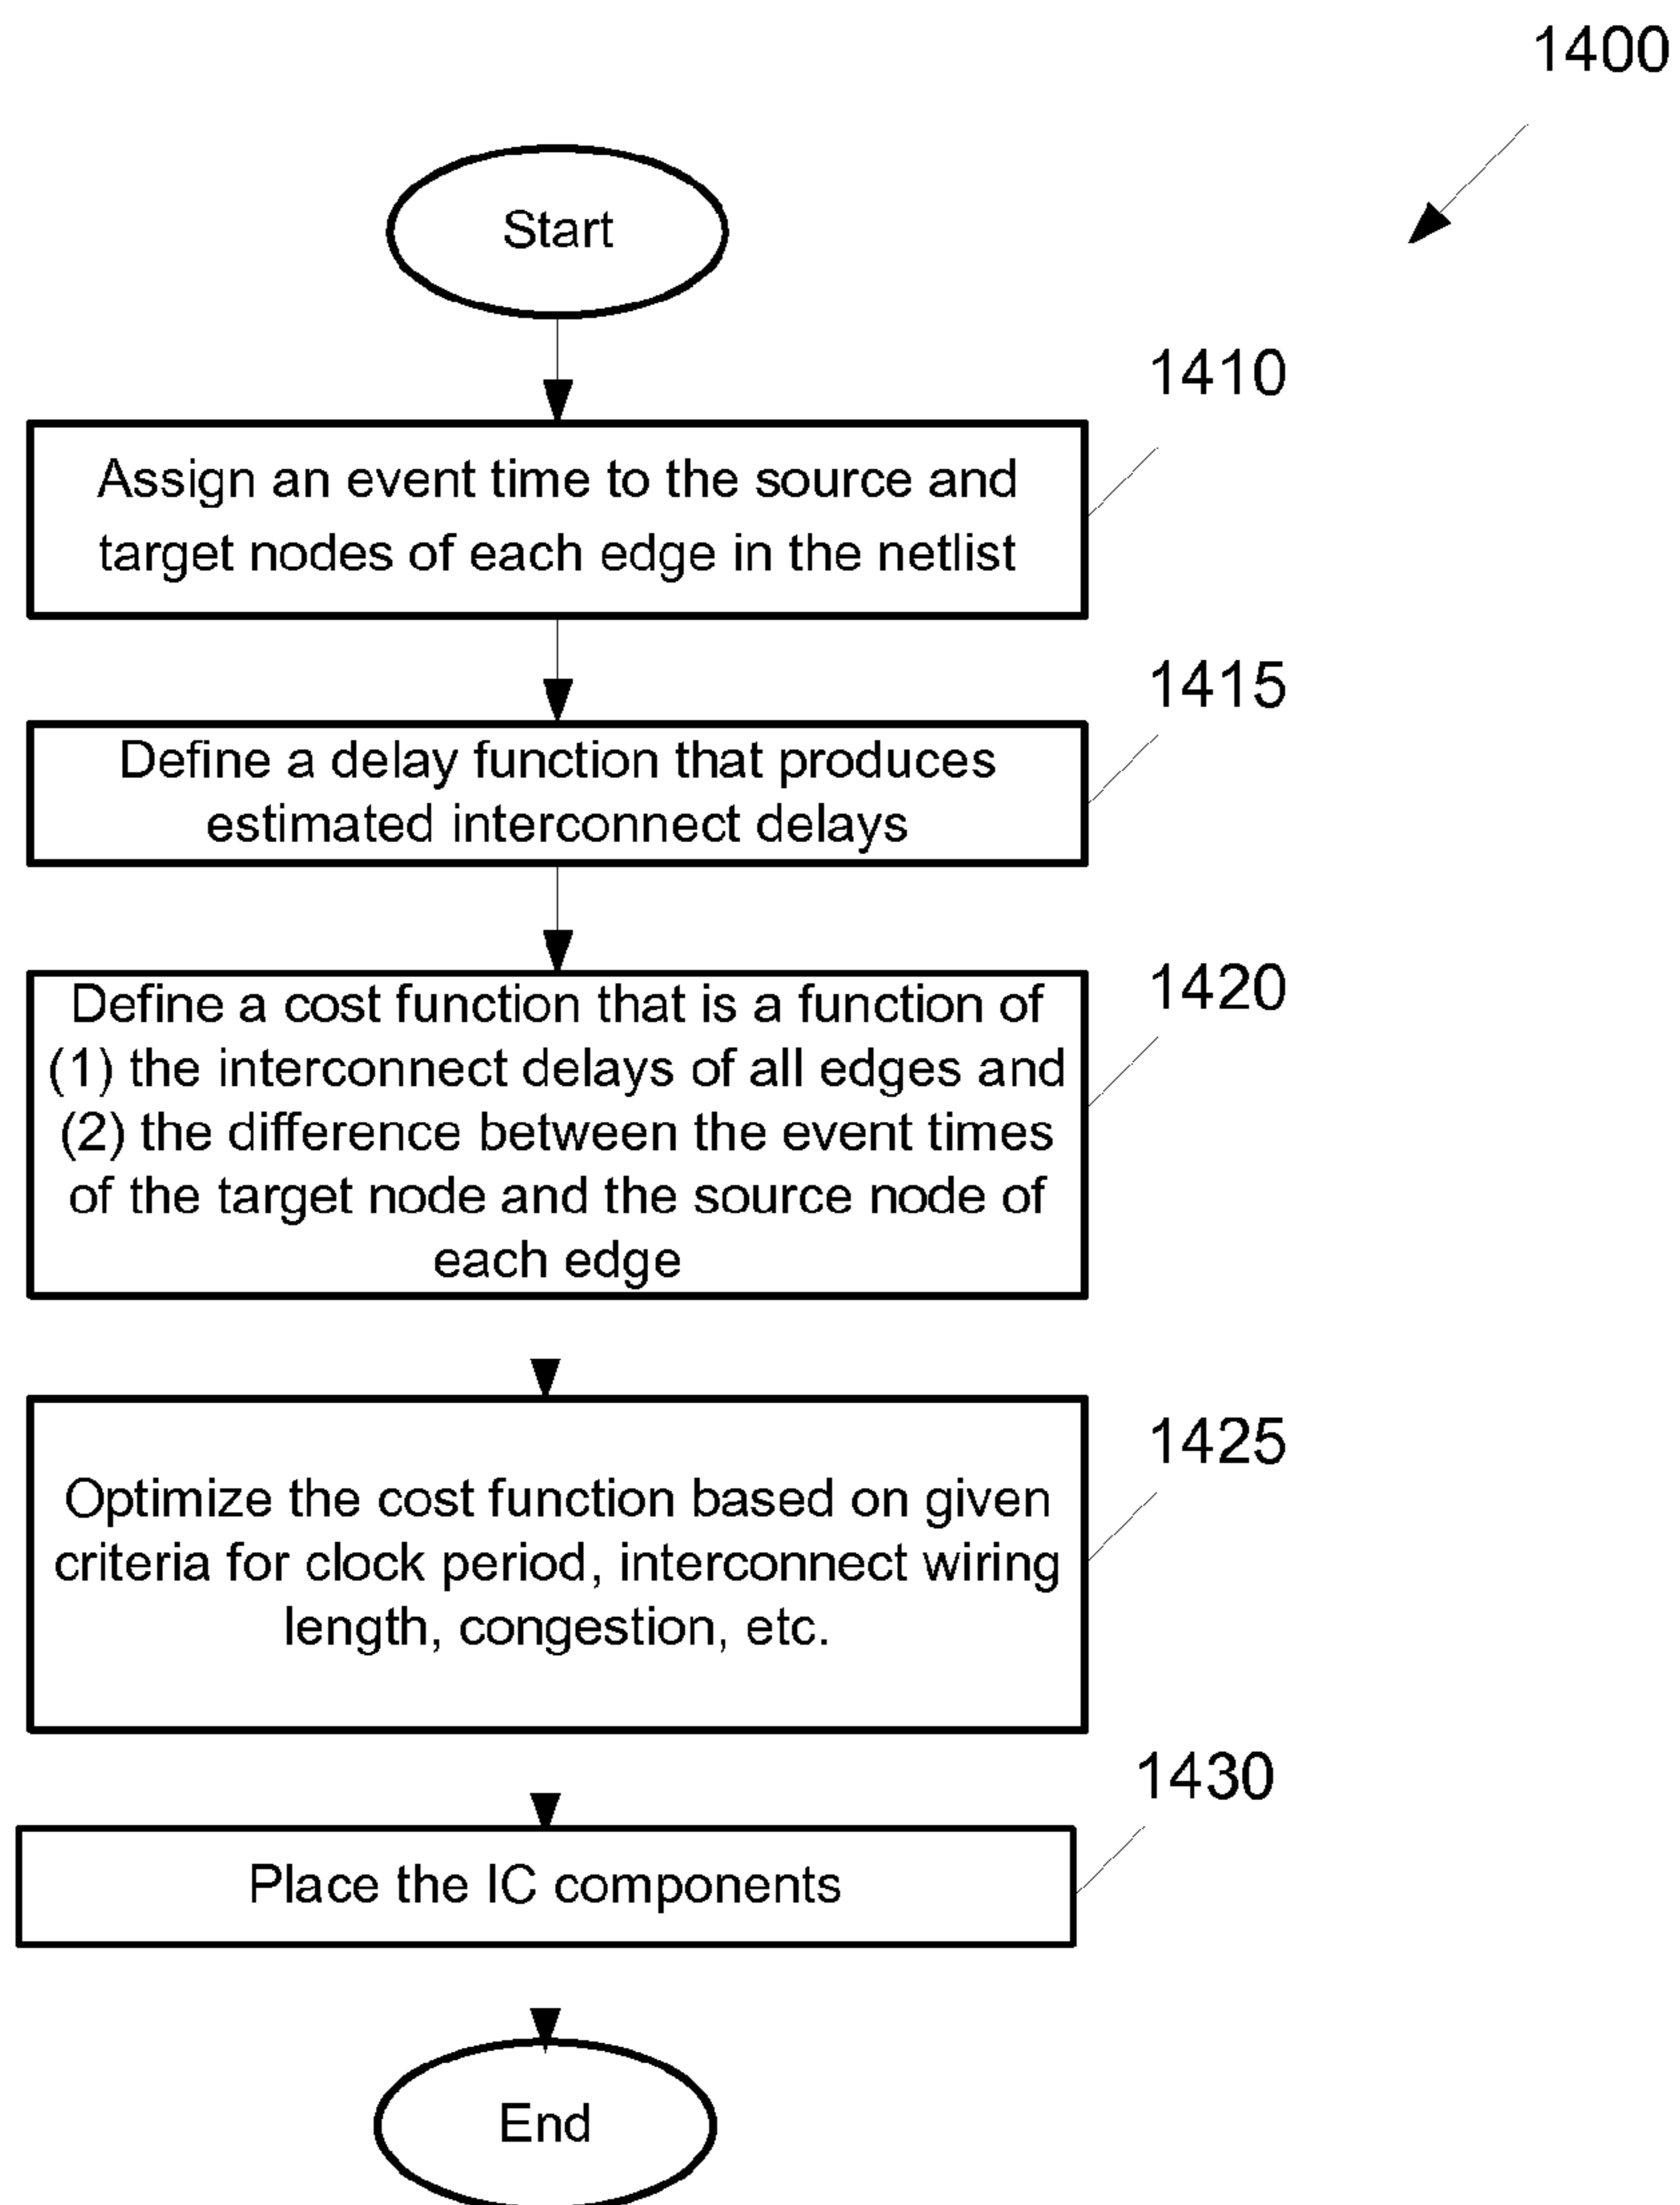 1400
Start
1410
Assign an event time to the source and
target nodes of each edge in the netlist
1415
Define a delay function that produces
estimated interconnect delays
1420
Define a cost function that is a function of
(1) the interconnect delays of all edges and
(2) the difference between the event times
of the target node and the source node of
each edge
1425
Optimize the cost function based on given
criteria for clock period, interconnect wiring
length, congestion, etc.
1430
Place the IC components
End